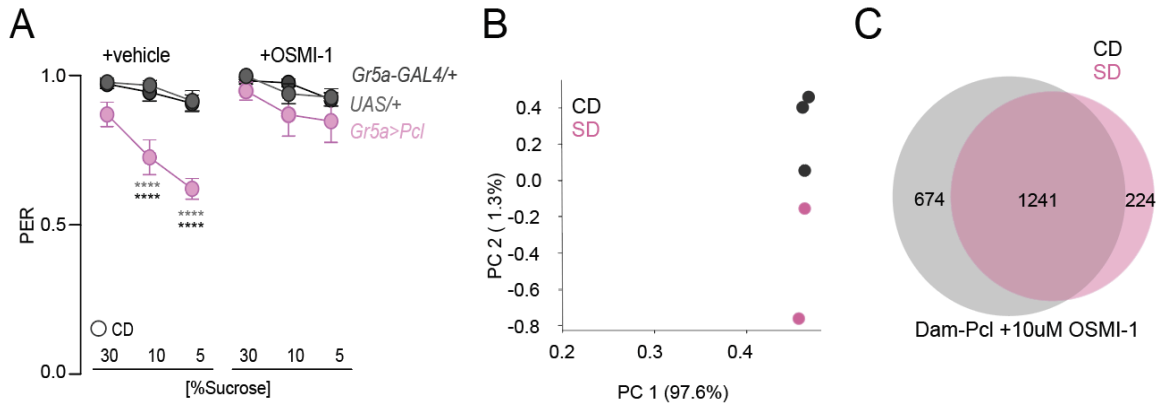 A
+vehicle
+OSMI-1
Gr5a-GAL4/+
UAS/+
Gr5a>Pcl
1.0
0.5
0.0
PER
****
****
****
****
CD
30 10 5 30 10 5
[%Sucrose]
B
CD
SD
0.4
0.2
0.0
-0.2
-0.4
-0.6
-0.8
PC 2 ( 1.3%)
0.2 0.3 0.4
PC 1 (97.6%)
C
CD
SD
674 1241 224
Dam-Pcl +10uM OSMI-1